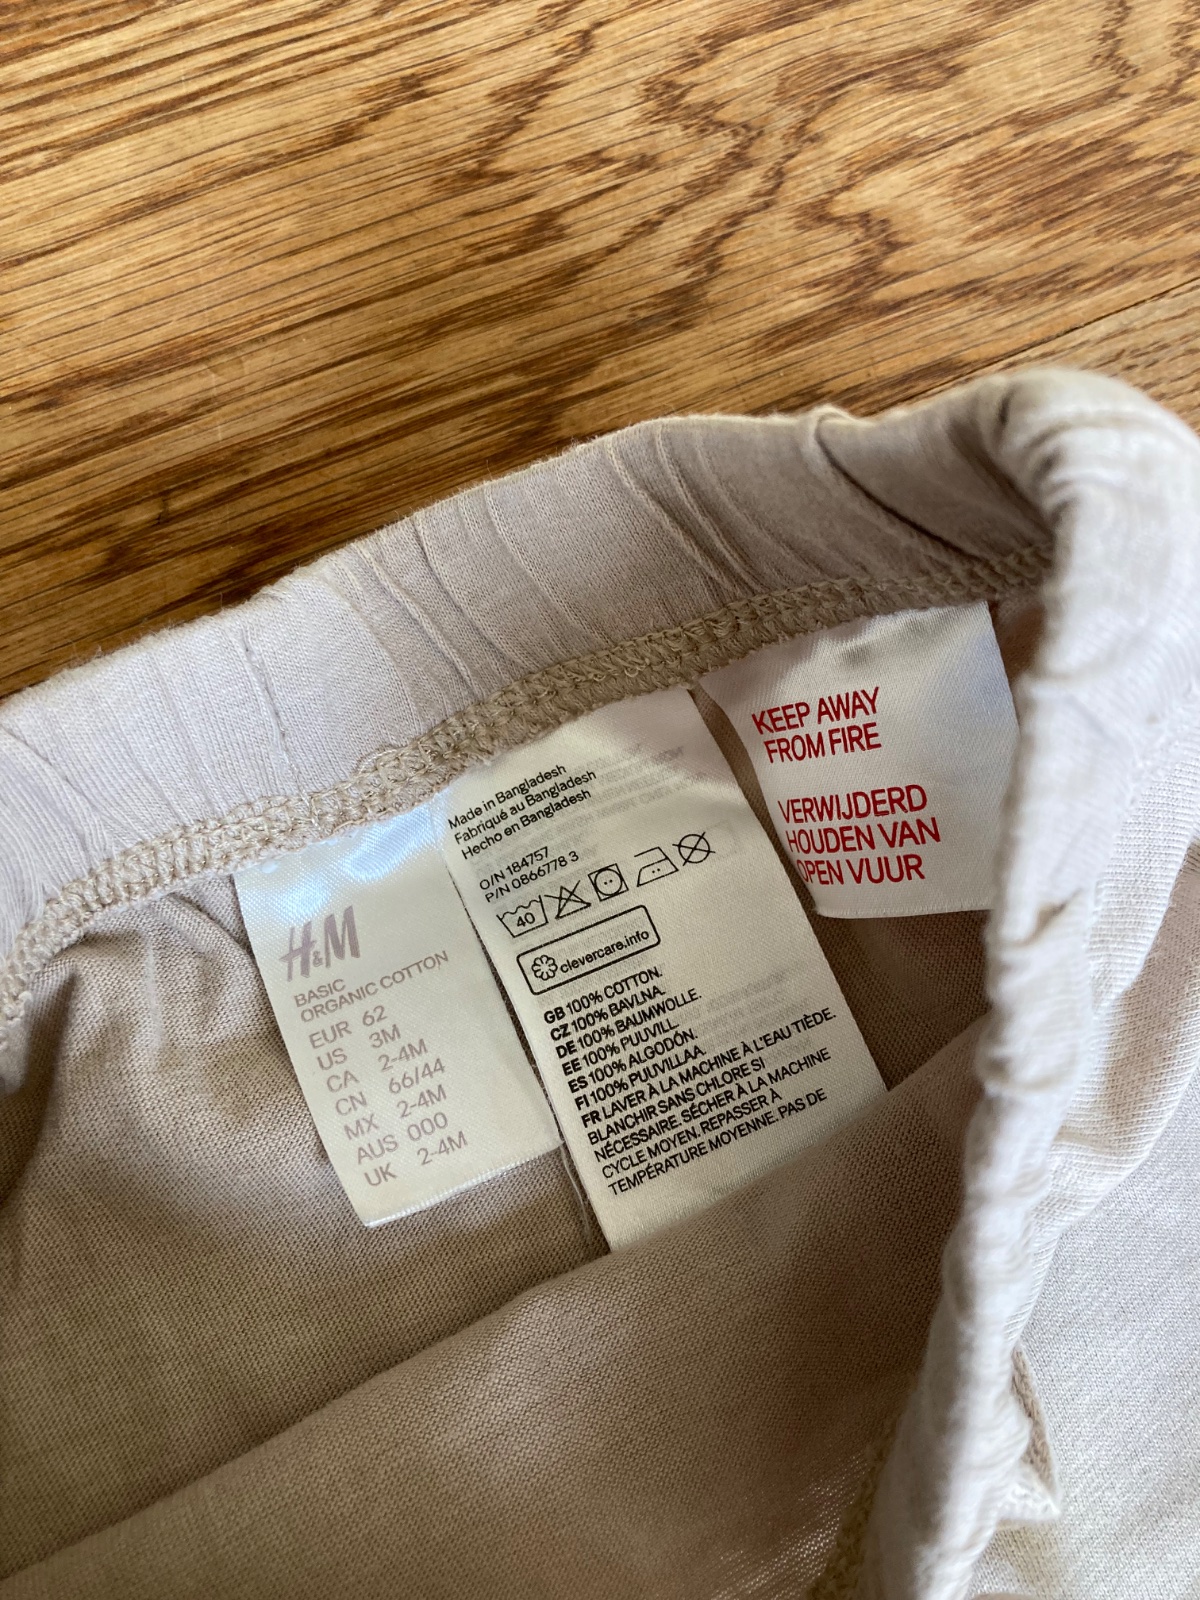 H&M
BASIC
ORGANIC COTTON
EUR 62
US 3M
CA 2-4M
CN 66/44
MX 2-4M
AUS 000
UK 2-4M
Made in Bangladesh
Fabriqué au Bangladesh
Hecho en Bangladesh
O/N 184757
P/N 0866778 3
40
clevercare.info
GB 100% COTTON.
CZ 100% BAVLNA.
DE 100% BAUMWOLLE.
EE 100% PUUVILL.
ES 100% ALGODÓN.
FI 100% PUUVILLAA.
FR LAVER À LA MACHINE À L'EAU TIÈDE.
BLANCHIR SANS CHLORE SI
NÉCESSAIRE. SÉCHER À LA MACHINE
CYCLE MOYEN. REPASSER À
TEMPÉRATURE MOYENNE. PAS DE
KEEP AWAY
FROM FIRE
VERWIJDERD
HOUDEN VAN
OPEN VUUR